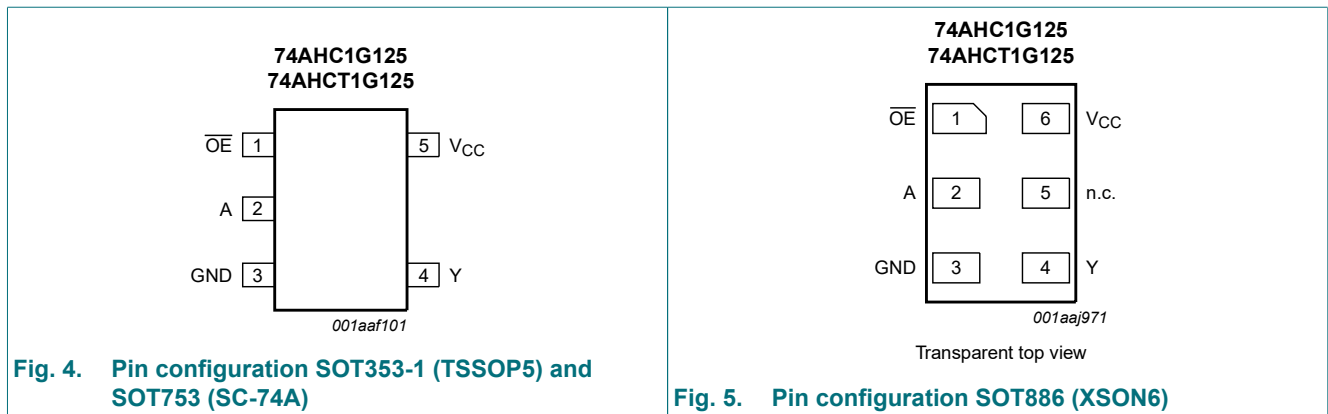 74AHC1G125
74AHCT1G125
OE 1
5 VCC
A 2
GND 3
4 Y
001aaf101
Fig. 4. Pin configuration SOT353-1 (TSSOP5) and
SOT753 (SC-74A)
74AHC1G125
74AHCT1G125
OE 1 6 VCC
A 2 5 n.c.
GND 3 4 Y
001aaj971
Transparent top view
Fig. 5. Pin configuration SOT886 (XSON6)